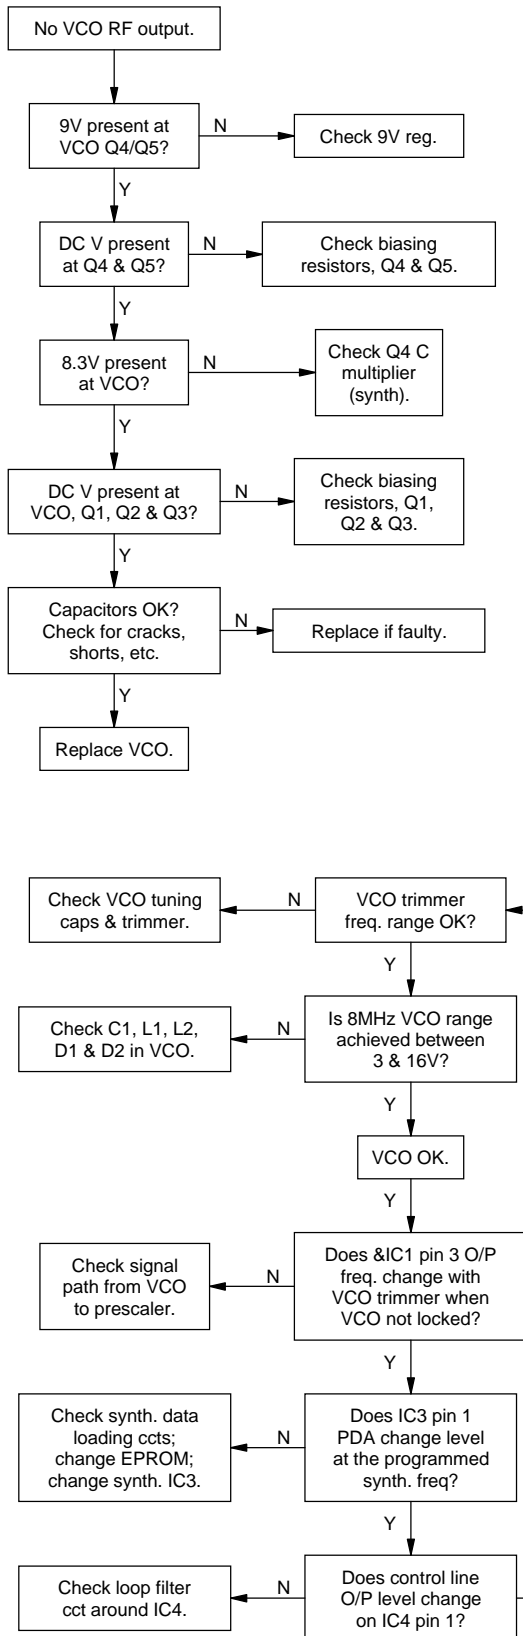 No VCO RF output.
9V present at
VCO Q4/Q5?
N
Check 9V reg.
Y
DC V present
at Q4 & Q5?
N
Check biasing
resistors, Q4 & Q5.
Y
8.3V present
at VCO?
N
Check Q4 C
multiplier
(synth).
Y
DC V present at
VCO, Q1, Q2 & Q3?
N
Check biasing
resistors, Q1,
Q2 & Q3.
Y
Capacitors OK?
Check for cracks,
shorts, etc.
N
Replace if faulty.
Y
Replace VCO.
Check VCO tuning
caps & trimmer.
N
VCO trimmer
freq. range OK?
Y
Check C1, L1, L2,
D1 & D2 in VCO.
N
Is 8MHz VCO range
achieved between
3 & 16V?
Y
VCO OK.
Y
Check signal
path from VCO
to prescaler.
N
Does &IC1 pin 3 O/P
freq. change with
VCO trimmer when
VCO not locked?
Y
Check synth. data
loading ccts;
change EPROM;
change synth. IC3.
N
Does IC3 pin 1
PDA change level
at the programmed
synth. freq?
Y
Check loop filter
cct around IC4.
N
Does control line
O/P level change
on IC4 pin 1?